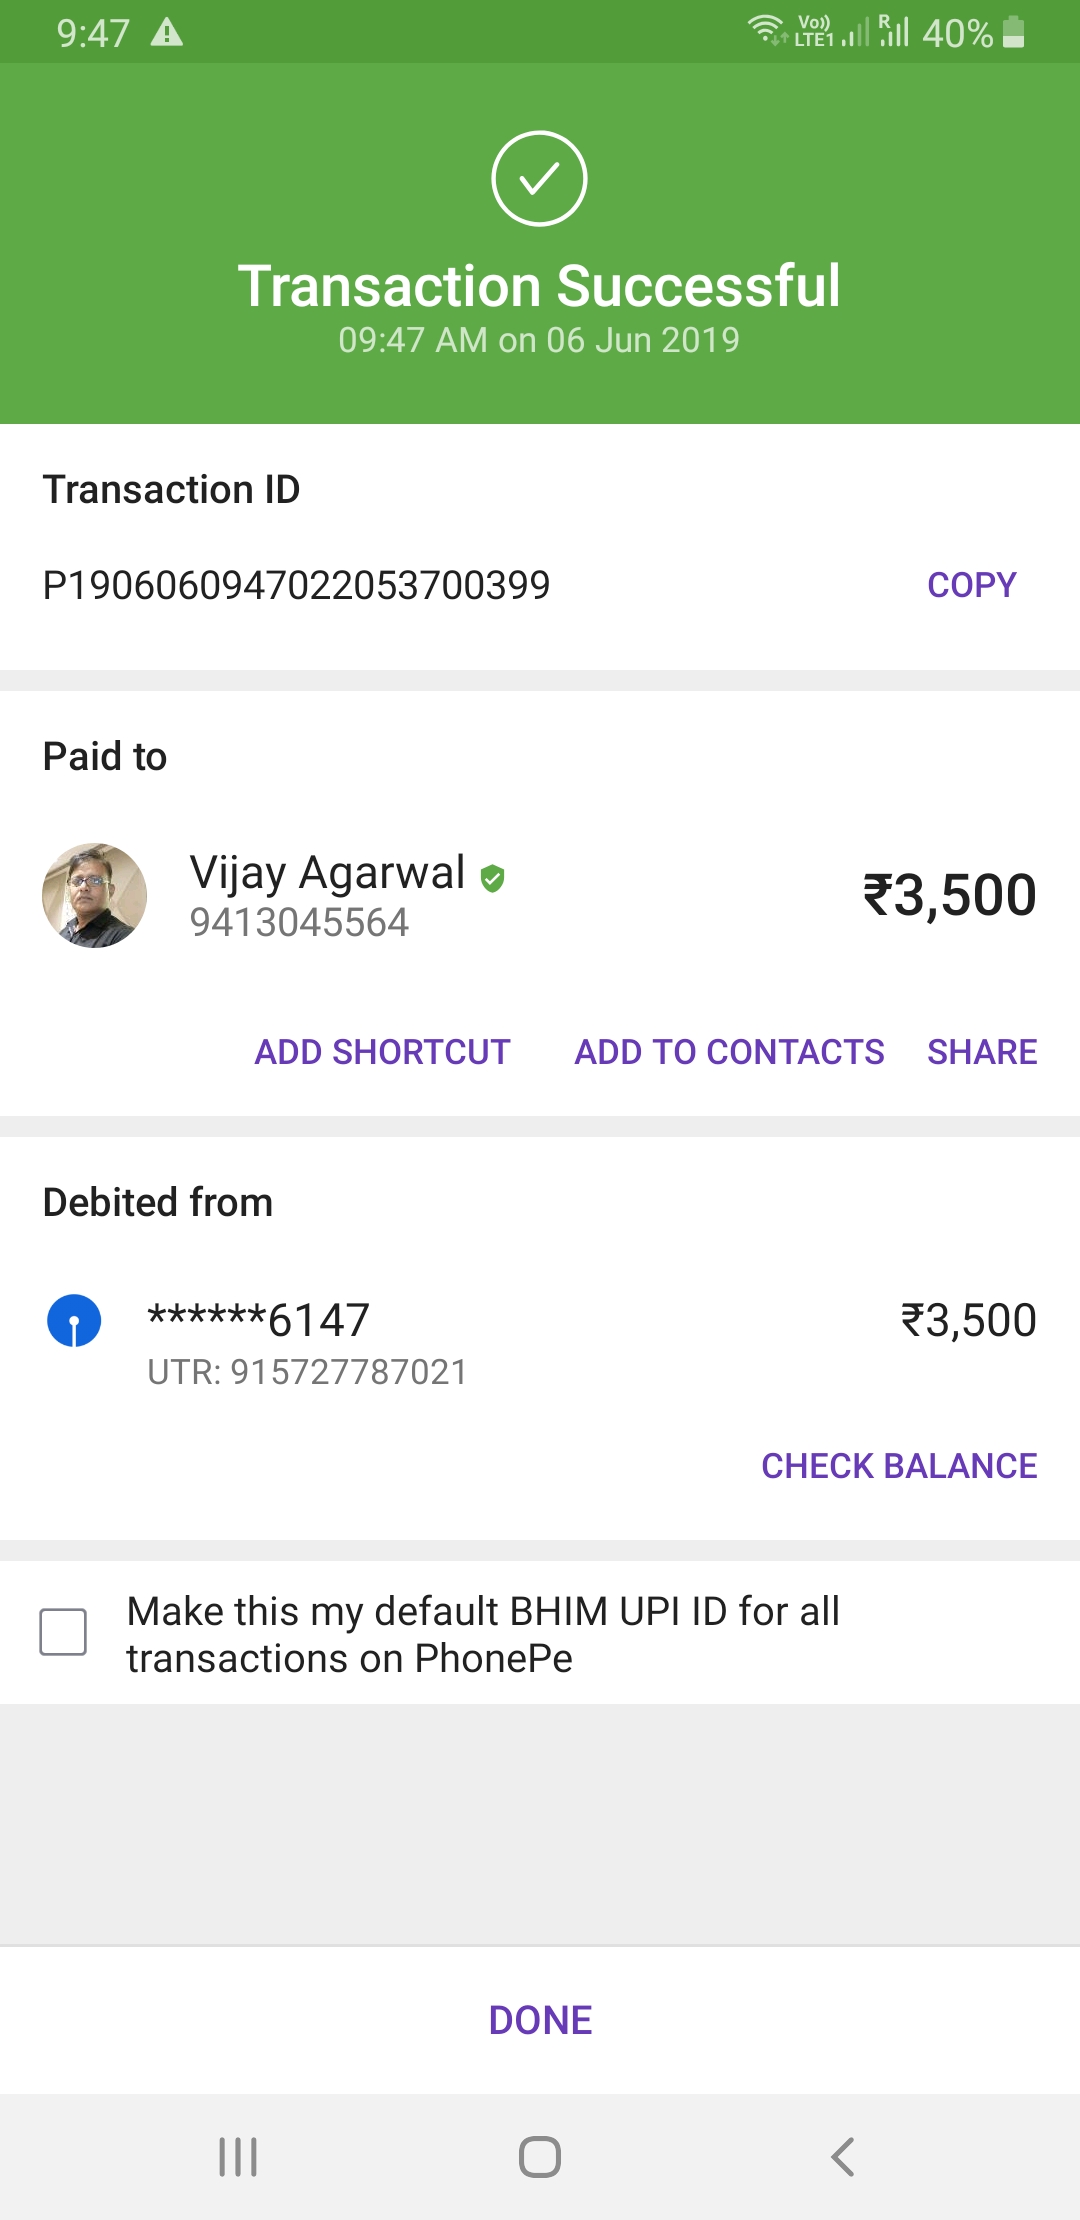 9:47
Vo)) LTE1 R 40%
Transaction Successful
09:47 AM on 06 Jun 2019
Transaction ID
P1906060947022053700399 COPY
Paid to
Vijay Agarwal ₹3,500
9413045564
ADD SHORTCUT ADD TO CONTACTS SHARE
Debited from
******6147 ₹3,500
UTR: 915727787021
CHECK BALANCE
Make this my default BHIM UPI ID for all
transactions on PhonePe
DONE